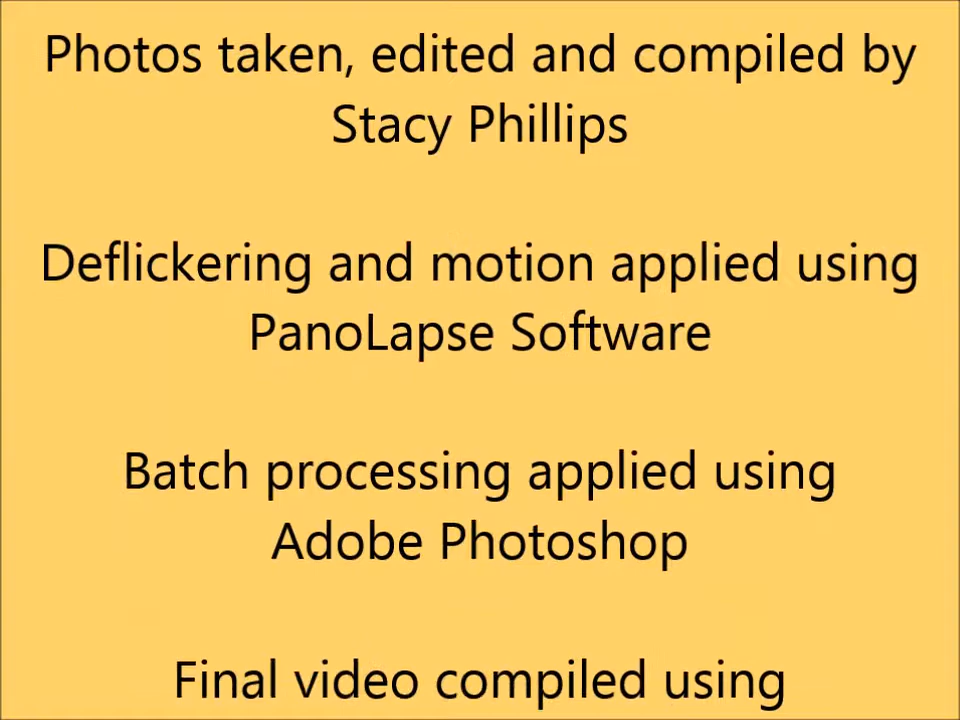 Photos taken, edited and compiled by
Stacy Phillips
Deflickering and motion applied using
PanoLapse Software
Batch processing applied using
Adobe Photoshop
Final video compiled using